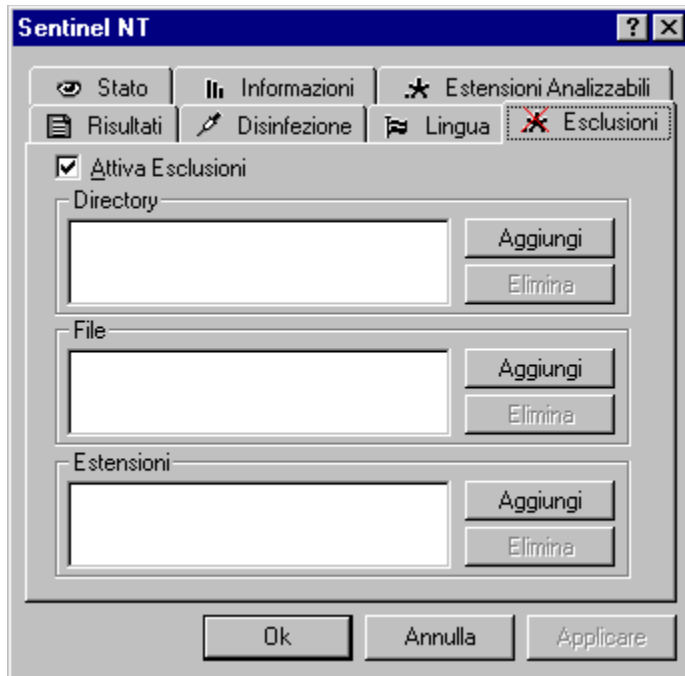 Sentinel NT
Stato Informazioni Estensioni Analizzabili
Risultati Disinfezione Lingua Esclusioni
Attiva Esclusioni
Directory
Aggiungi
Elimina
File
Aggiungi
Elimina
Estensioni
Aggiungi
Elimina
Ok Annulla Applicare